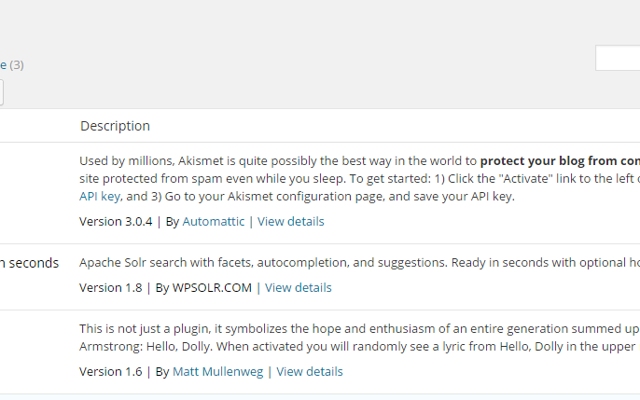 e (3)
Description
Used by millions, Akismet is quite possibly the best way in the world to protect your blog from
site protected from spam even while you sleep. To get started: 1) Click the "Activate" link to the left
API key, and 3) Go to your Akismet configuration page, and save your API key.
Version 3.0.4 | By Automattic | View details
seconds
Apache Solr search with facets, autocompletion, and suggestions. Ready in seconds with optional
Version 1.8 | By WPSOLR.COM | View details
This is not just a plugin, it symbolizes the hope and enthusiasm of an entire generation summed up
Armstrong: Hello, Dolly. When activated you will randomly see a lyric from Hello, Dolly in the upper
Version 1.6 | By Matt Mullenweg | View details